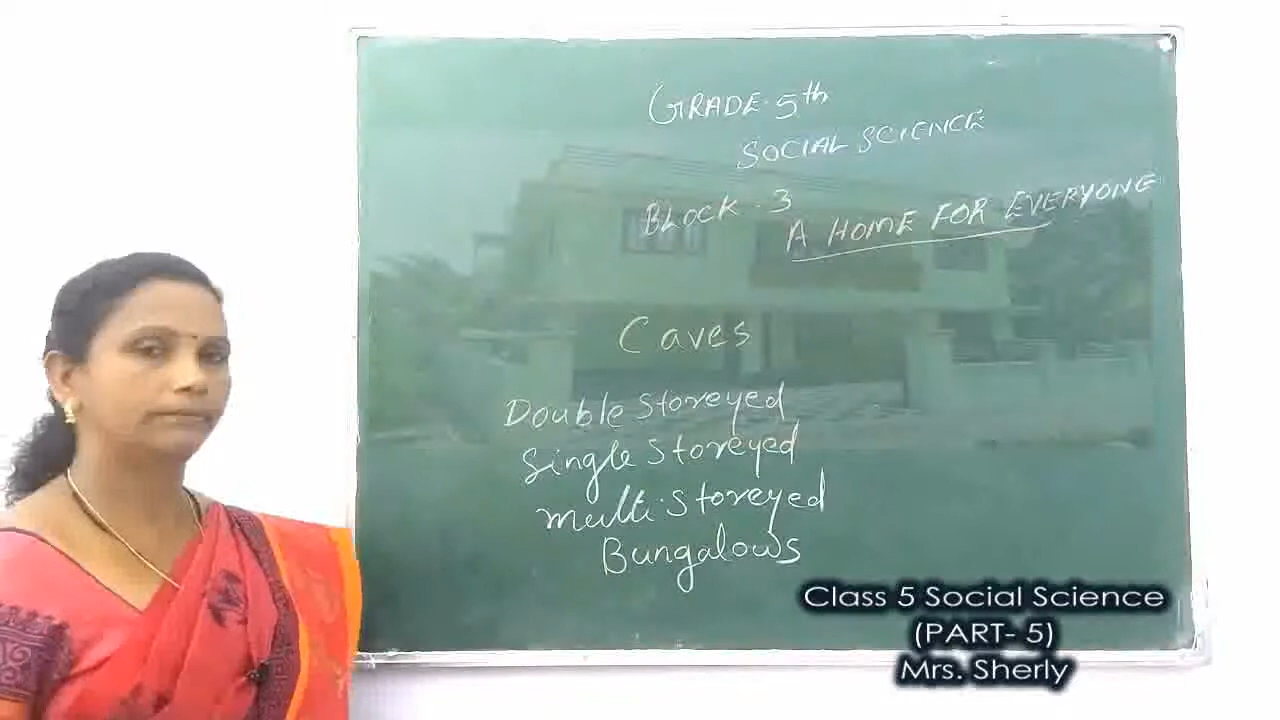 GRADE-5th
SOCIAL SCIENCE
BLOCK-3
A HOME FOR EVERYONE
Caves
Double Storeyed
Single Storeyed
Multi-Storeyed
Bungalows
Class 5 Social Science
(PART- 5)
Mrs. Sherly